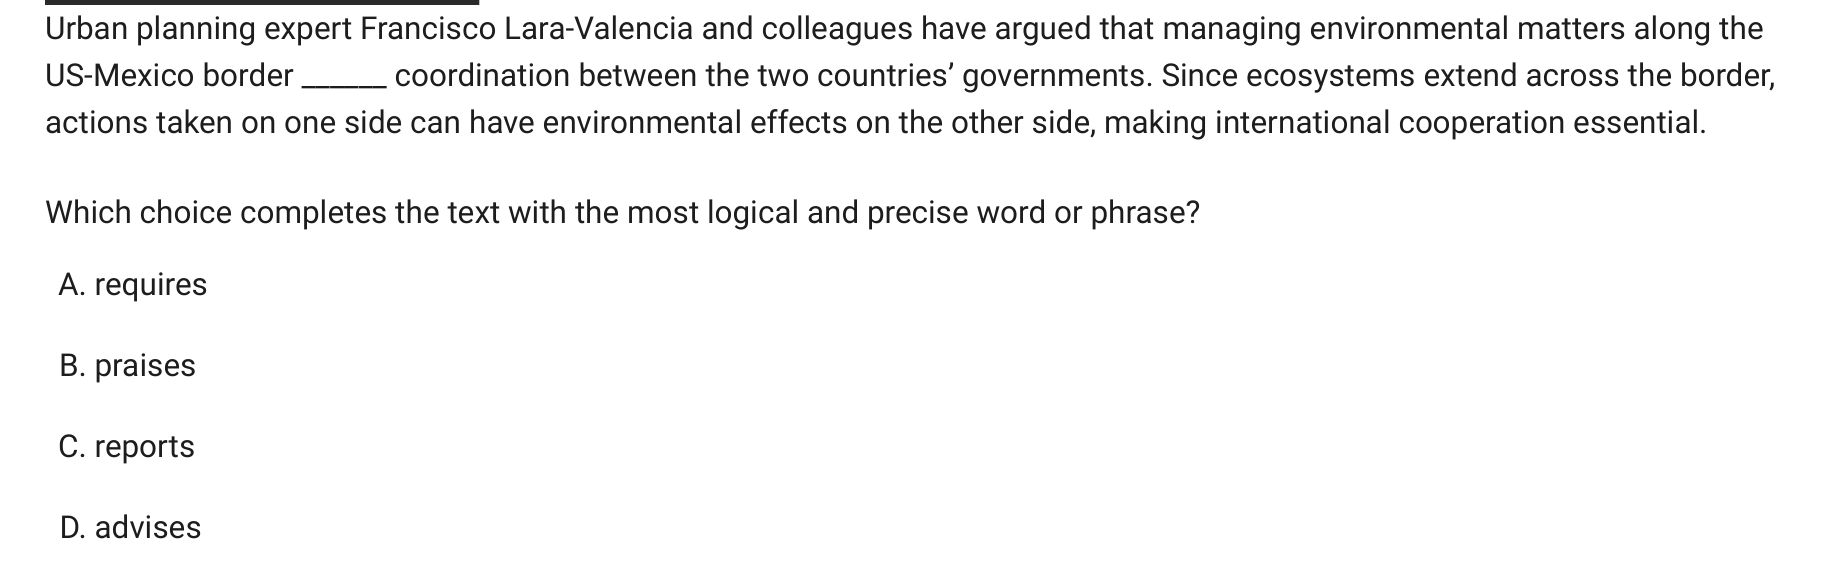 Urban planning expert Francisco Lara-Valencia and colleagues have argued that managing environmental matters along the
US-Mexico border ______ coordination between the two countries’ governments. Since ecosystems extend across the border,
actions taken on one side can have environmental effects on the other side, making international cooperation essential.
Which choice completes the text with the most logical and precise word or phrase?
A. requires
B. praises
C. reports
D. advises